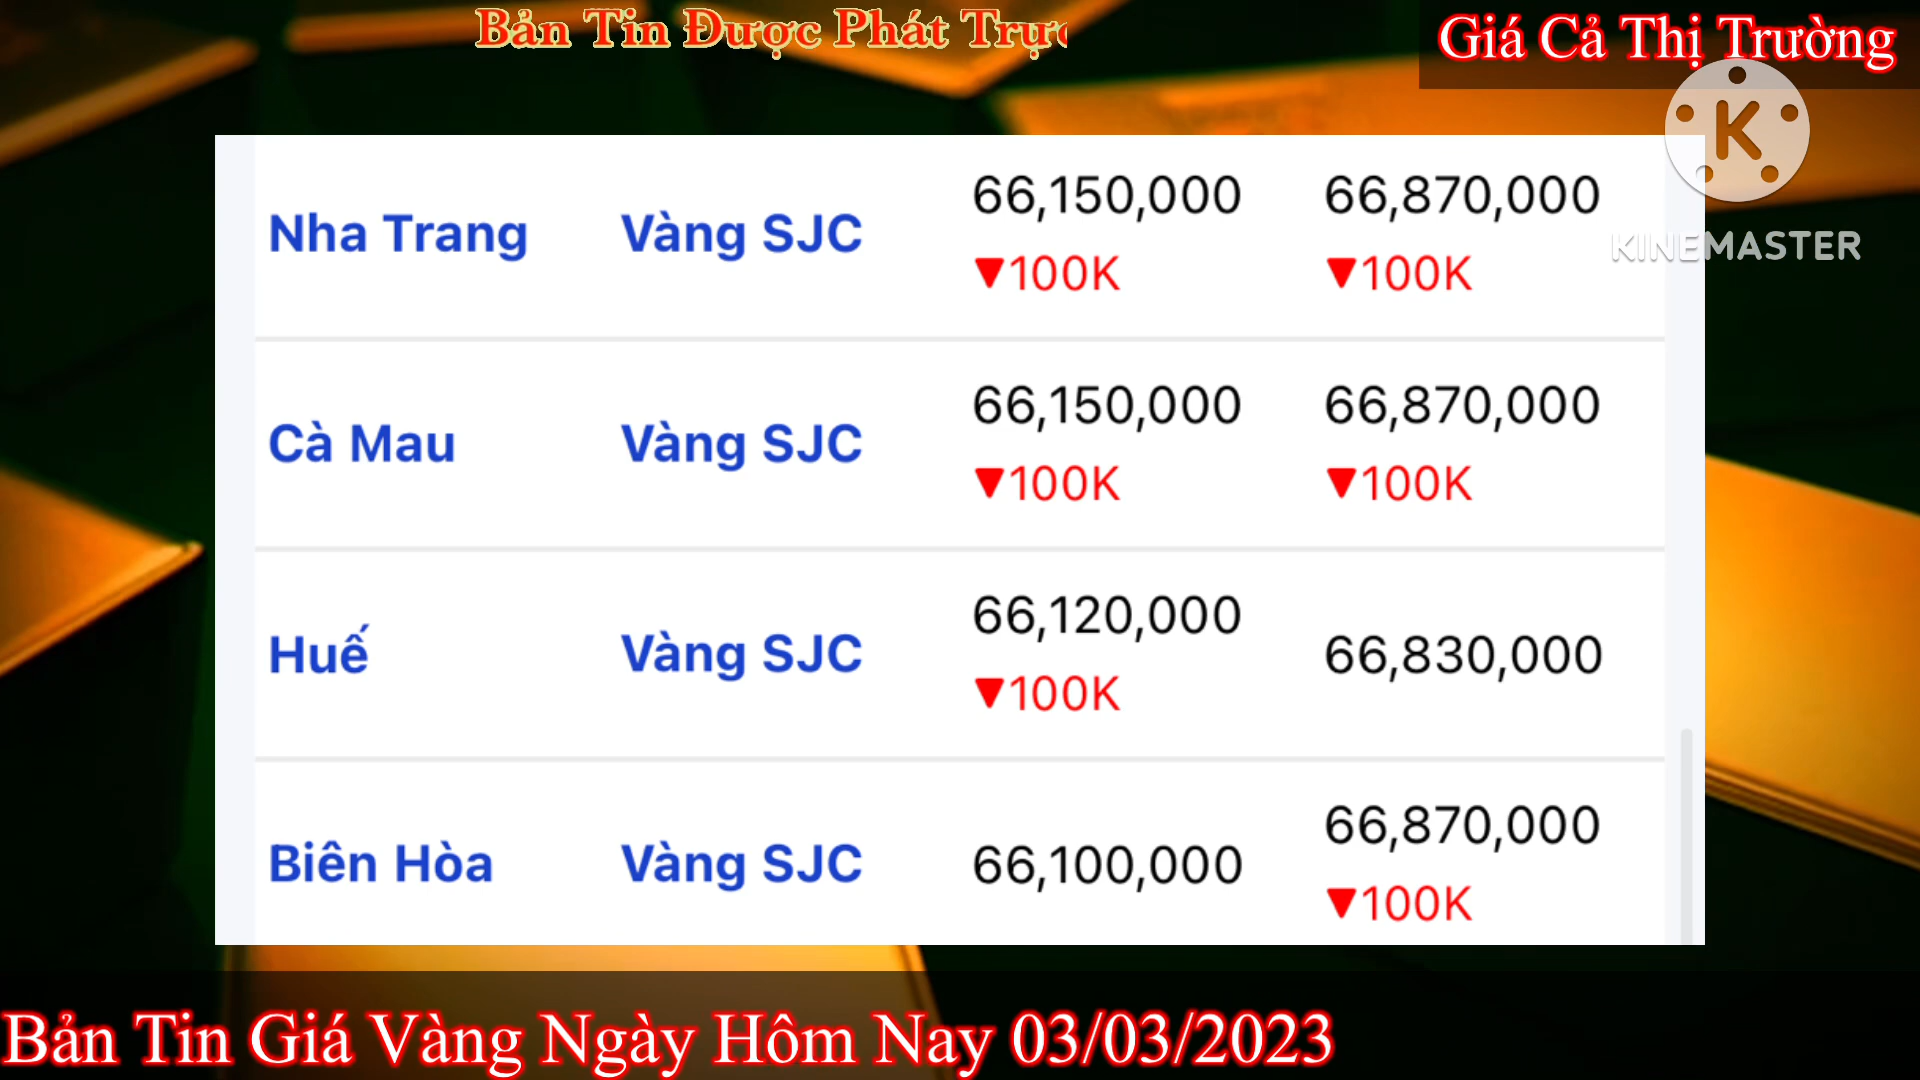 Bản Tin Được Phát
Giá Cả Thị Trường
K
KINEMASTER
Nha Trang Vàng SJC 66,150,000 66,870,000
▼100K ▼100K
Cà Mau Vàng SJC 66,150,000 66,870,000
▼100K ▼100K
Huế Vàng SJC 66,120,000 66,830,000
▼100K
Biên Hòa Vàng SJC 66,100,000 66,870,000
▼100K
Bản Tin Giá Vàng Ngày Hôm Nay 03/03/2023